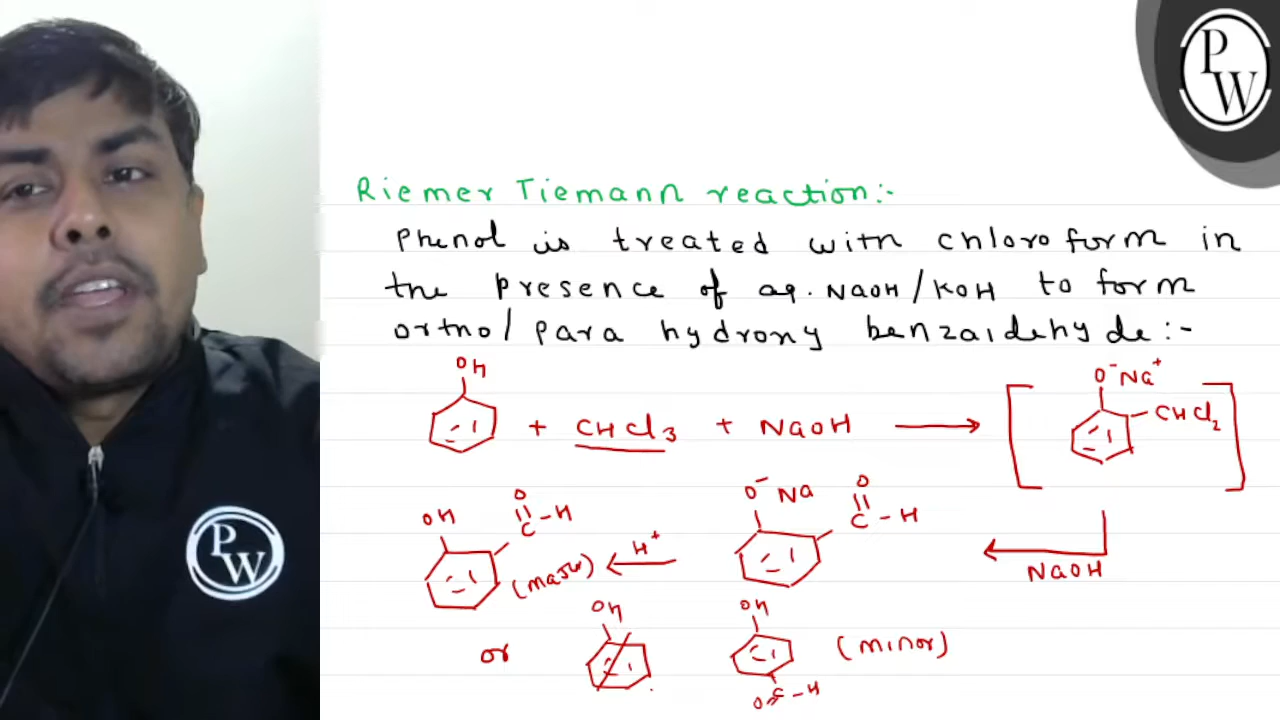 PW
Riemer Tiemann reaction:-
Phenol is treated with chloroform in
the presence of aq. NaOH/KOH to form
ortho/para hydroxy benzaldehyde:-
OH
+ CHCl3 + NaOH
O⁻Na⁺
CHCl2
NaOH
O⁻ Na
O
C-H
H⁺
OH
O
C-H
(major)
or
OH
OH
O=C-H
(minor)
PW